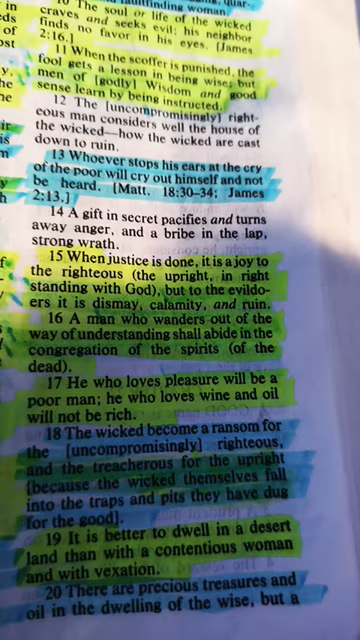 faultfinding woman.
10 The soul or life of the wicked
craves and seeks evil; his neighbor
finds no favor in his eyes. [James
2:16.]
11 When the scoffer is punished, the
fool gets a lesson in being wise; but
men of [godly] Wisdom and good
sense learn by being instructed.
12 The [uncompromisingly] right-
eous man considers well the house of
the wicked—how the wicked are cast
down to ruin.
13 Whoever stops his ears at the cry
of the poor will cry out himself and not
be heard. [Matt. 18:30-34; James
2:13.]
14 A gift in secret pacifies and turns
away anger, and a bribe in the lap,
strong wrath.
15 When justice is done, it is a joy to
the righteous (the upright, in right
standing with God), but to the evildo-
ers it is dismay, calamity, and ruin.
16 A man who wanders out of the
way of understanding shall abide in the
congregation of the spirits (of the
dead).
17 He who loves pleasure will be a
poor man; he who loves wine and oil
will not be rich.
18 The wicked become a ransom for
the [uncompromisingly] righteous,
and the treacherous for the upright
[because the wicked themselves fall
into the traps and pits they have dug
for the good].
19 It is better to dwell in a desert
land than with a contentious woman
and with vexation.
20 There are precious treasures and
oil in the dwelling of the wise, but a